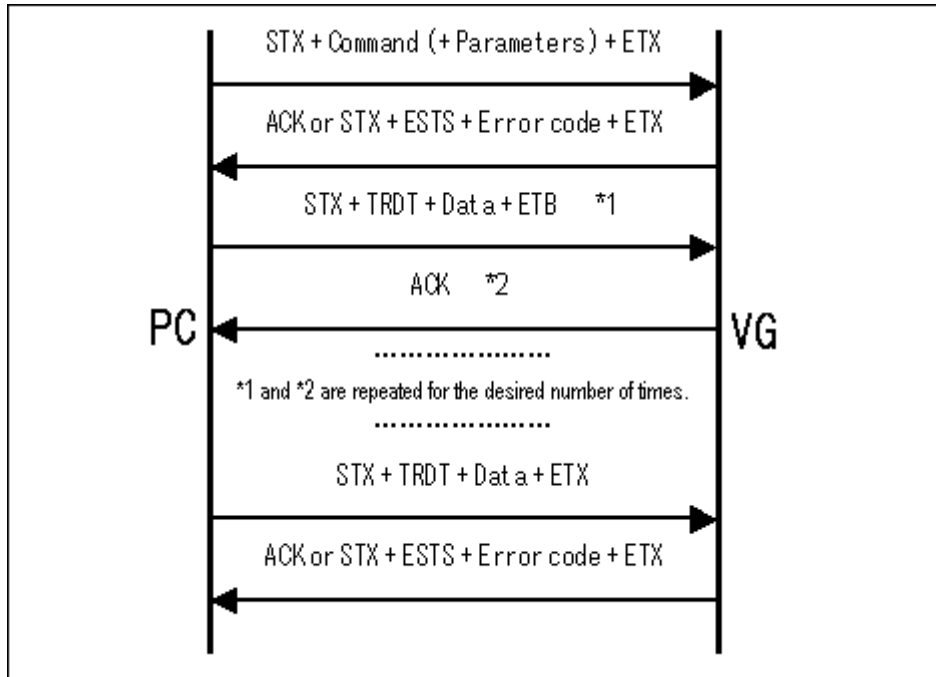 STX + Command (+ Parameters) + ETX
ACK or STX + ESTS + Error code + ETX
STX + TRDT + Data + ETB *1
ACK *2
PC
VG
.....................
*1 and *2 are repeated for the desired number of times.
.....................
STX + TRDT + Data + ETX
ACK or STX + ESTS + Error code + ETX